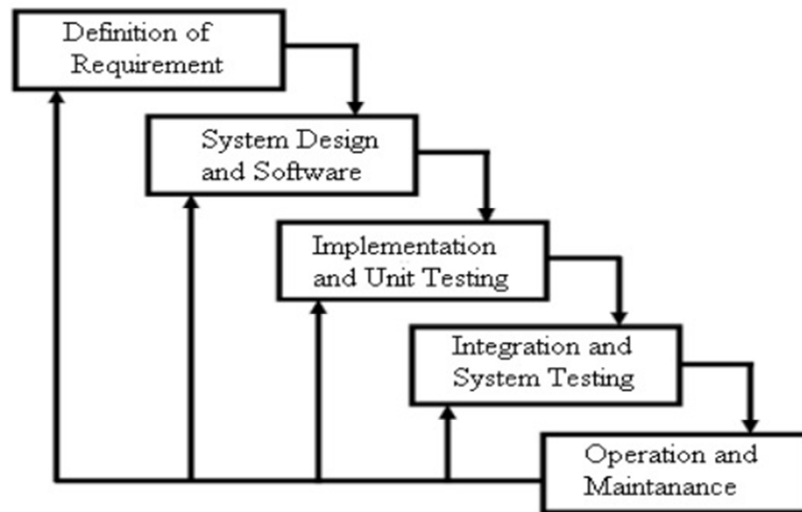 Definition of
Requirement
System Design
and Software
Implementation
and Unit Testing
Integration and
System Testing
Operation and
Maintanance